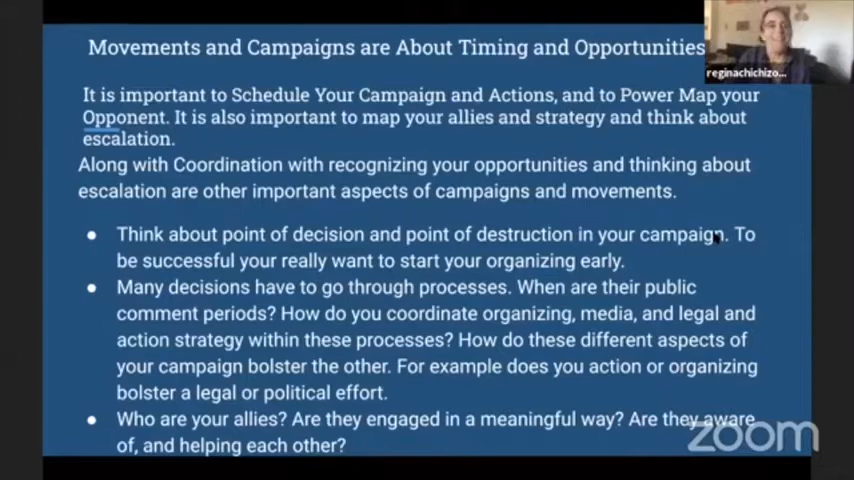 Movements and Campaigns are About Timing and Opportunities
reginachichizo...
It is important to Schedule Your Campaign and Actions, and to Power Map your
Opponent. It is also important to map your allies and strategy and think about
escalation.
Along with Coordination with recognizing your opportunities and thinking about
escalation are other important aspects of campaigns and movements.
● Think about point of decision and point of destruction in your campaign. To
be successful your really want to start your organizing early.
● Many decisions have to go through processes. When are their public
comment periods? How do you coordinate organizing, media, and legal and
action strategy within these processes? How do these different aspects of
your campaign bolster the other. For example does you action or organizing
bolster a legal or political effort.
● Who are your allies? Are they engaged in a meaningful way? Are they aware
of, and helping each other?
zoom